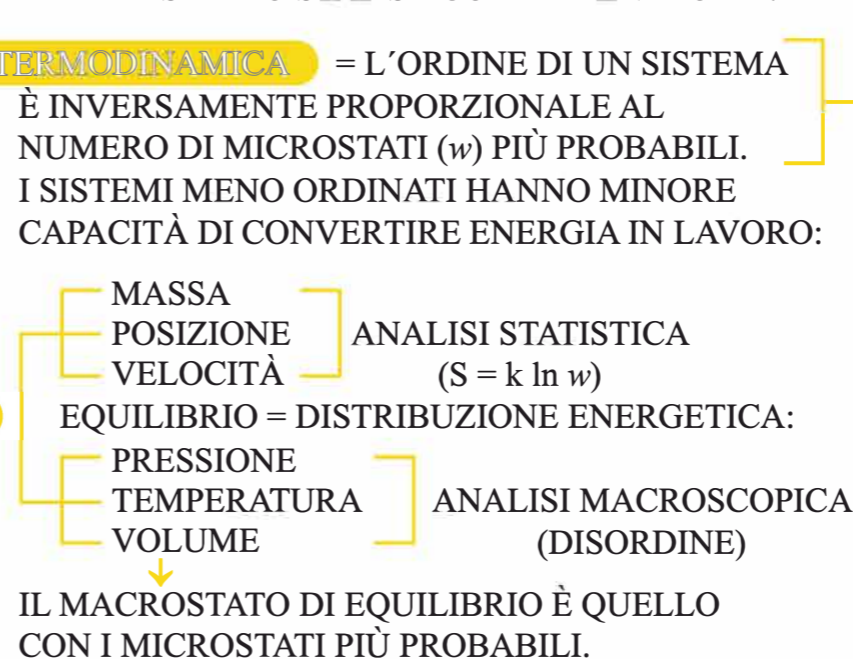 TERMODINAMICA = L´ORDINE DI UN SISTEMA
È INVERSAMENTE PROPORZIONALE AL
NUMERO DI MICROSTATI (w) PIÙ PROBABILI.
I SISTEMI MENO ORDINATI HANNO MINORE
CAPACITÀ DI CONVERTIRE ENERGIA IN LAVORO:
MASSA
POSIZIONE
VELOCITÀ
ANALISI STATISTICA
(S = k ln w)
EQUILIBRIO = DISTRIBUZIONE ENERGETICA:
PRESSIONE
TEMPERATURA
VOLUME
ANALISI MACROSCOPICA
(DISORDINE)
IL MACROSTATO DI EQUILIBRIO È QUELLO
CON I MICROSTATI PIÙ PROBABILI.